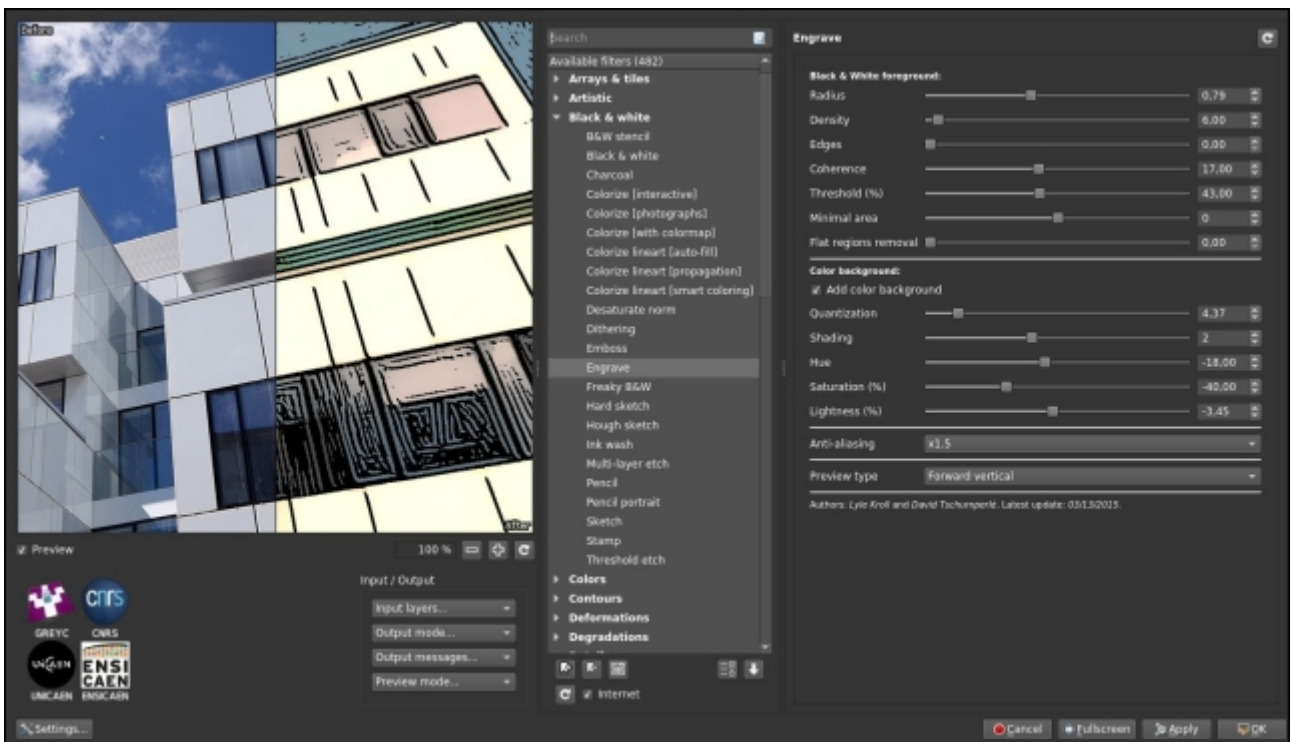 Before
After
Preview
100 %
GREYC
CNRS
cnrs
UNICAEN
ENSICAEN
UNICAEN
ENSI
CAEN
Input / Output
Input layers...
Output mode...
Output messages...
Preview mode...
Settings...
Search
Available filters (482)
Arrays & tiles
Artistic
Black & white
B&W stencil
Black & white
Charcoal
Colorize [interactive]
Colorize [photographs]
Colorize [with colormap]
Colorize lineart [auto-fill]
Colorize lineart [propagation]
Colorize lineart [smart coloring]
Desaturate norm
Dithering
Emboss
Engrave
Freaky B&W
Hard sketch
Hough sketch
Ink wash
Multi-layer etch
Pencil
Pencil portrait
Sketch
Stamp
Threshold etch
Colors
Contours
Deformations
Degradations
Internet
Engrave
Black & White foreground:
Radius 0,79
Density 6,00
Edges 0,00
Coherence 17,00
Threshold (%) 43,00
Minimal area 0
Flat regions removal 0,00
Color background:
Add color background
Quantization 4,37
Shading 2
Hue -18,00
Saturation (%) -40,00
Lightness (%) -3,45
Anti-aliasing x1.5
Preview type Forward vertical
Authors: Lyle Kroll and David Tschumperlé. Latest update: 03/13/2015.
Cancel
Fullscreen
Apply
OK